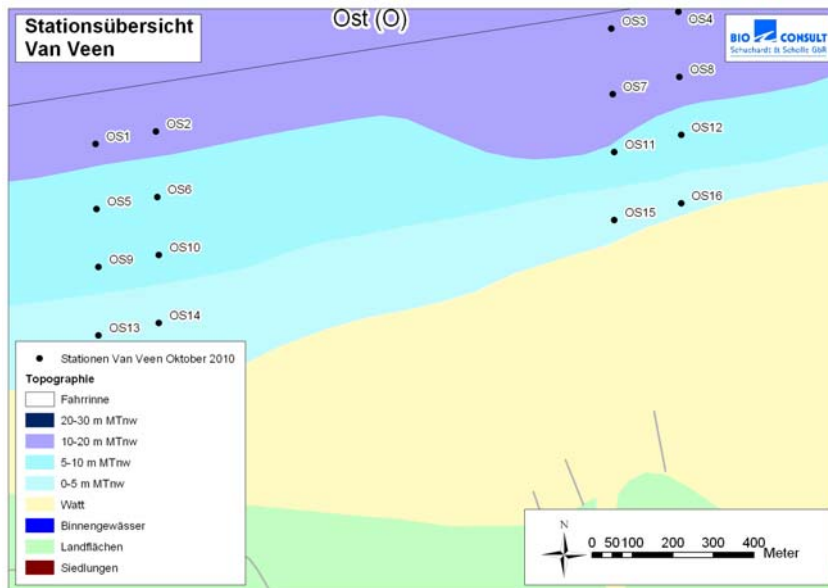 Stationsübersicht
Van Veen
Ost (O)
BIO CONSULT
Schuchardt & Scholle GbR
OS3
OS4
OS7
OS8
OS1
OS2
OS11
OS12
OS5
OS6
OS15
OS16
OS9
OS10
OS13
OS14
Stationen Van Veen Oktober 2010
Topographie
Fahrrinne
20-30 m MTnw
10-20 m MTnw
5-10 m MTnw
0-5 m MTnw
Watt
Binnengewässer
Landflächen
Siedlungen
N
0 50 100 200 300 400
Meter